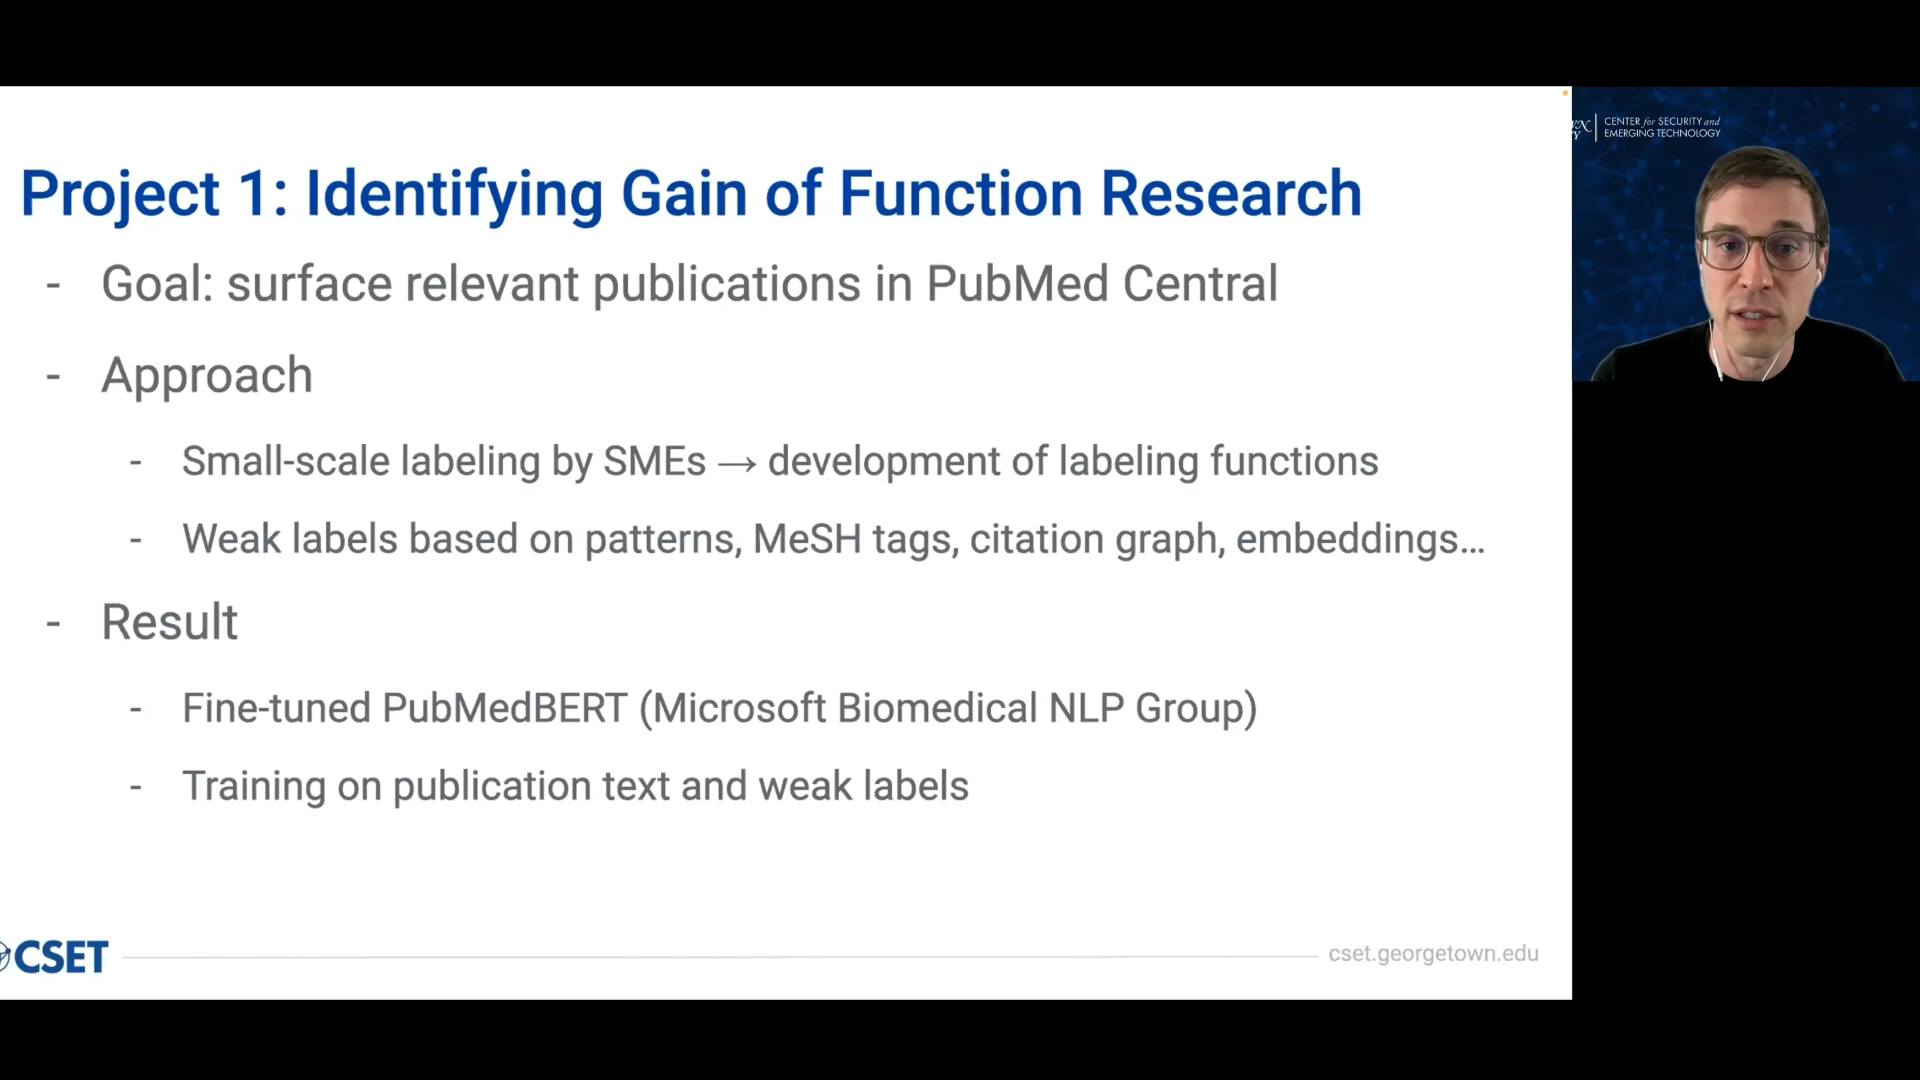 Project 1: Identifying Gain of Function Research
- Goal: surface relevant publications in PubMed Central
- Approach
- Small-scale labeling by SMEs → development of labeling functions
- Weak labels based on patterns, MeSH tags, citation graph, embeddings...
- Result
- Fine-tuned PubMedBERT (Microsoft Biomedical NLP Group)
- Training on publication text and weak labels
CSET
cset.georgetown.edu
CENTER for SECURITY and
EMERGING TECHNOLOGY